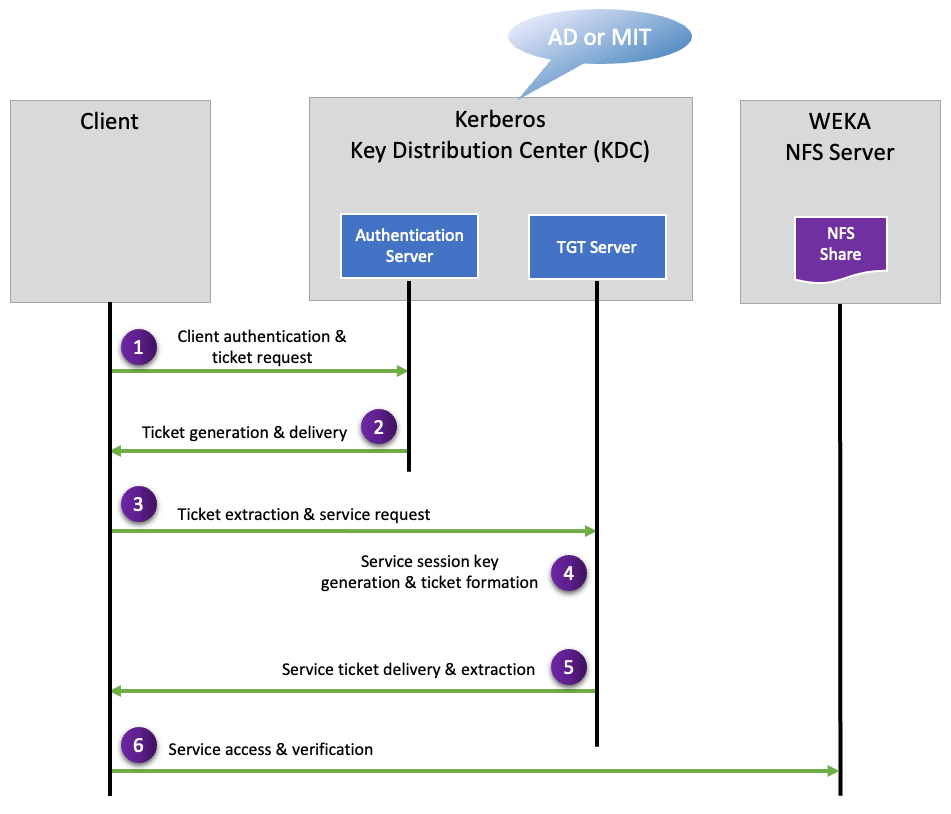 AD or MIT
Client
Kerberos
Key Distribution Center (KDC)
WEKA
NFS Server
Authentication
Server
TGT Server
NFS
Share
1
Client authentication &
ticket request
2
Ticket generation & delivery
3
Ticket extraction & service request
4
Service session key
generation & ticket formation
5
Service ticket delivery & extraction
6
Service access & verification